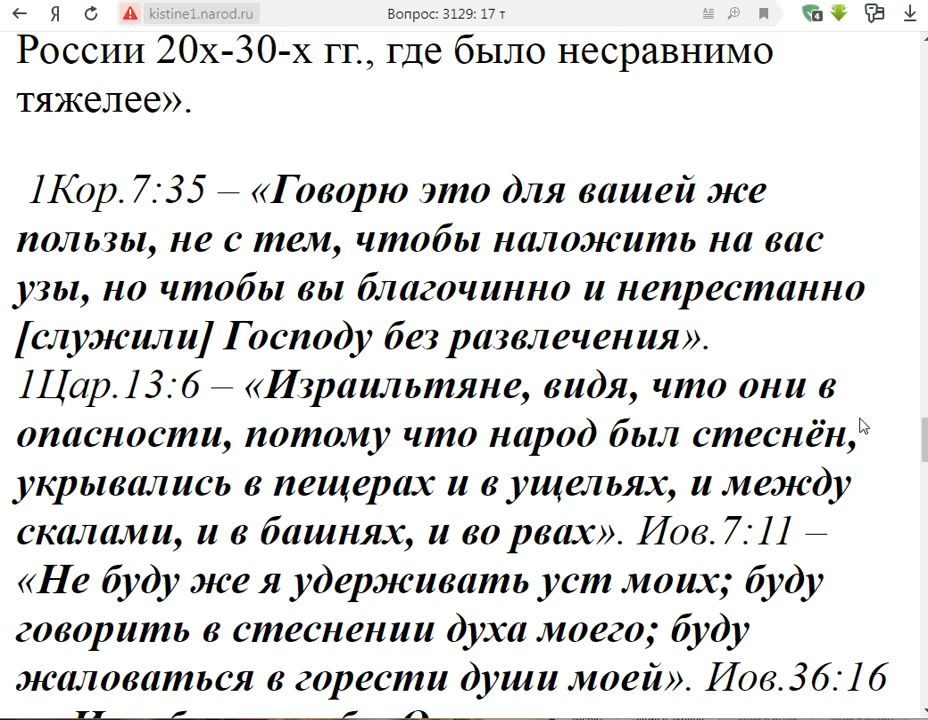 kistine1.narod.ru
Вопрос: 3129: 17 т
4
России 20х-30-х гг., где было несравнимо
тяжелее».
1Кор.7:35 – «Говорю это для вашей же
пользы, не с тем, чтобы наложить на вас
узы, но чтобы вы благочинно и непрестанно
[служили] Господу без развлечения».
1Цар.13:6 – «Израильтяне, видя, что они в
опасности, потому что народ был стеснён,
укрывались в пещерах и в ущельях, и между
скалами, и в башнях, и во рвах». Иов.7:11 –
«Не буду же я удерживать уст моих; буду
говорить в стеснении духа моего; буду
жаловаться в горести души моей». Иов.36:16